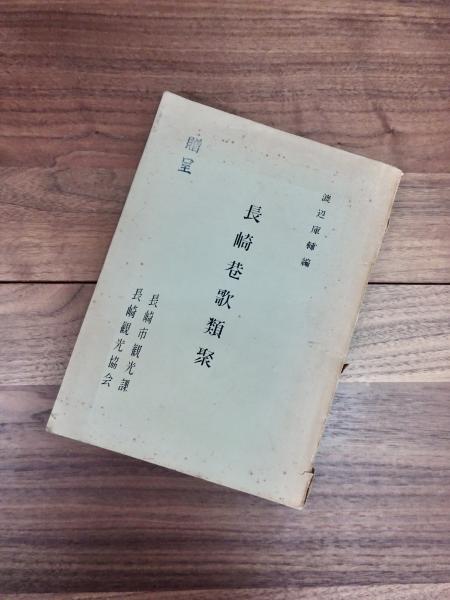 渡辺庫輔編
長崎巷歌類聚
贈呈
長崎市観光課
長崎観光協会